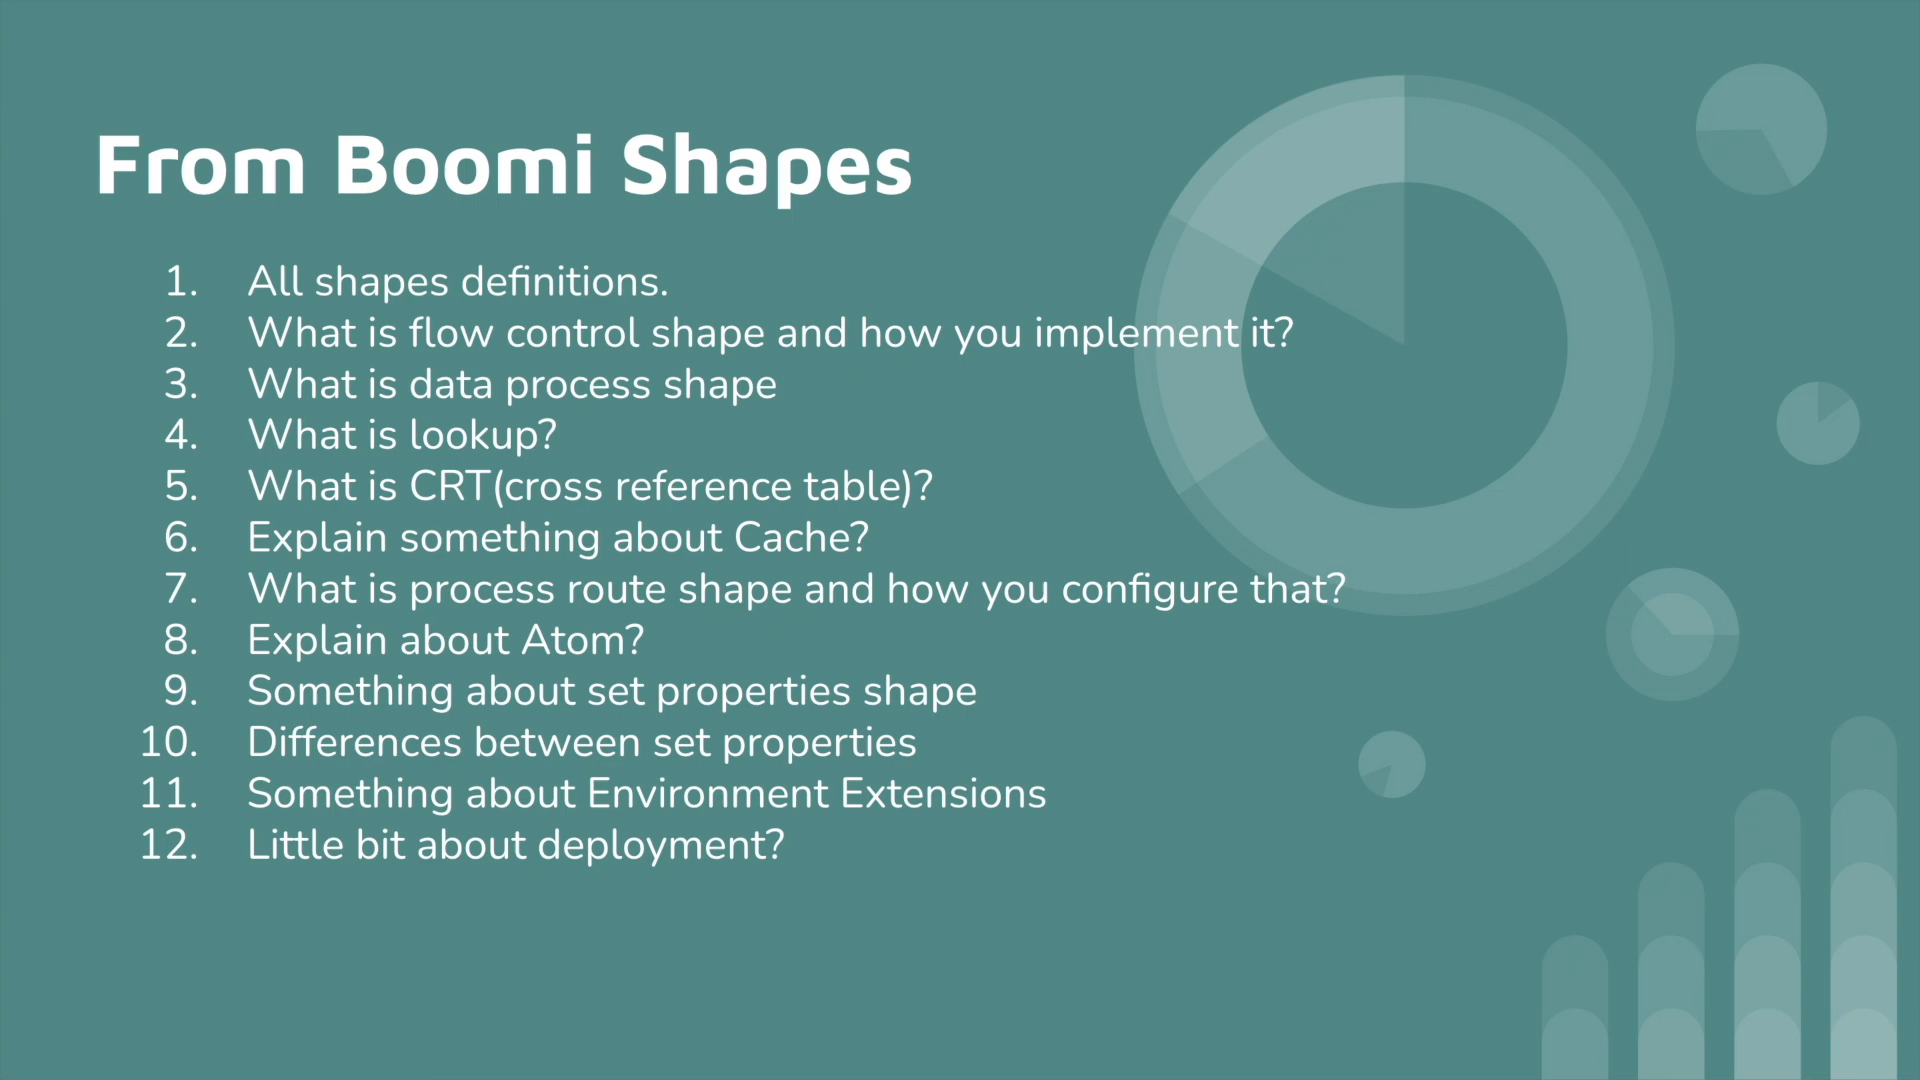 From Boomi Shapes
1. All shapes definitions.
2. What is flow control shape and how you implement it?
3. What is data process shape
4. What is lookup?
5. What is CRT(cross reference table)?
6. Explain something about Cache?
7. What is process route shape and how you configure that?
8. Explain about Atom?
9. Something about set properties shape
10. Differences between set properties
11. Something about Environment Extensions
12. Little bit about deployment?